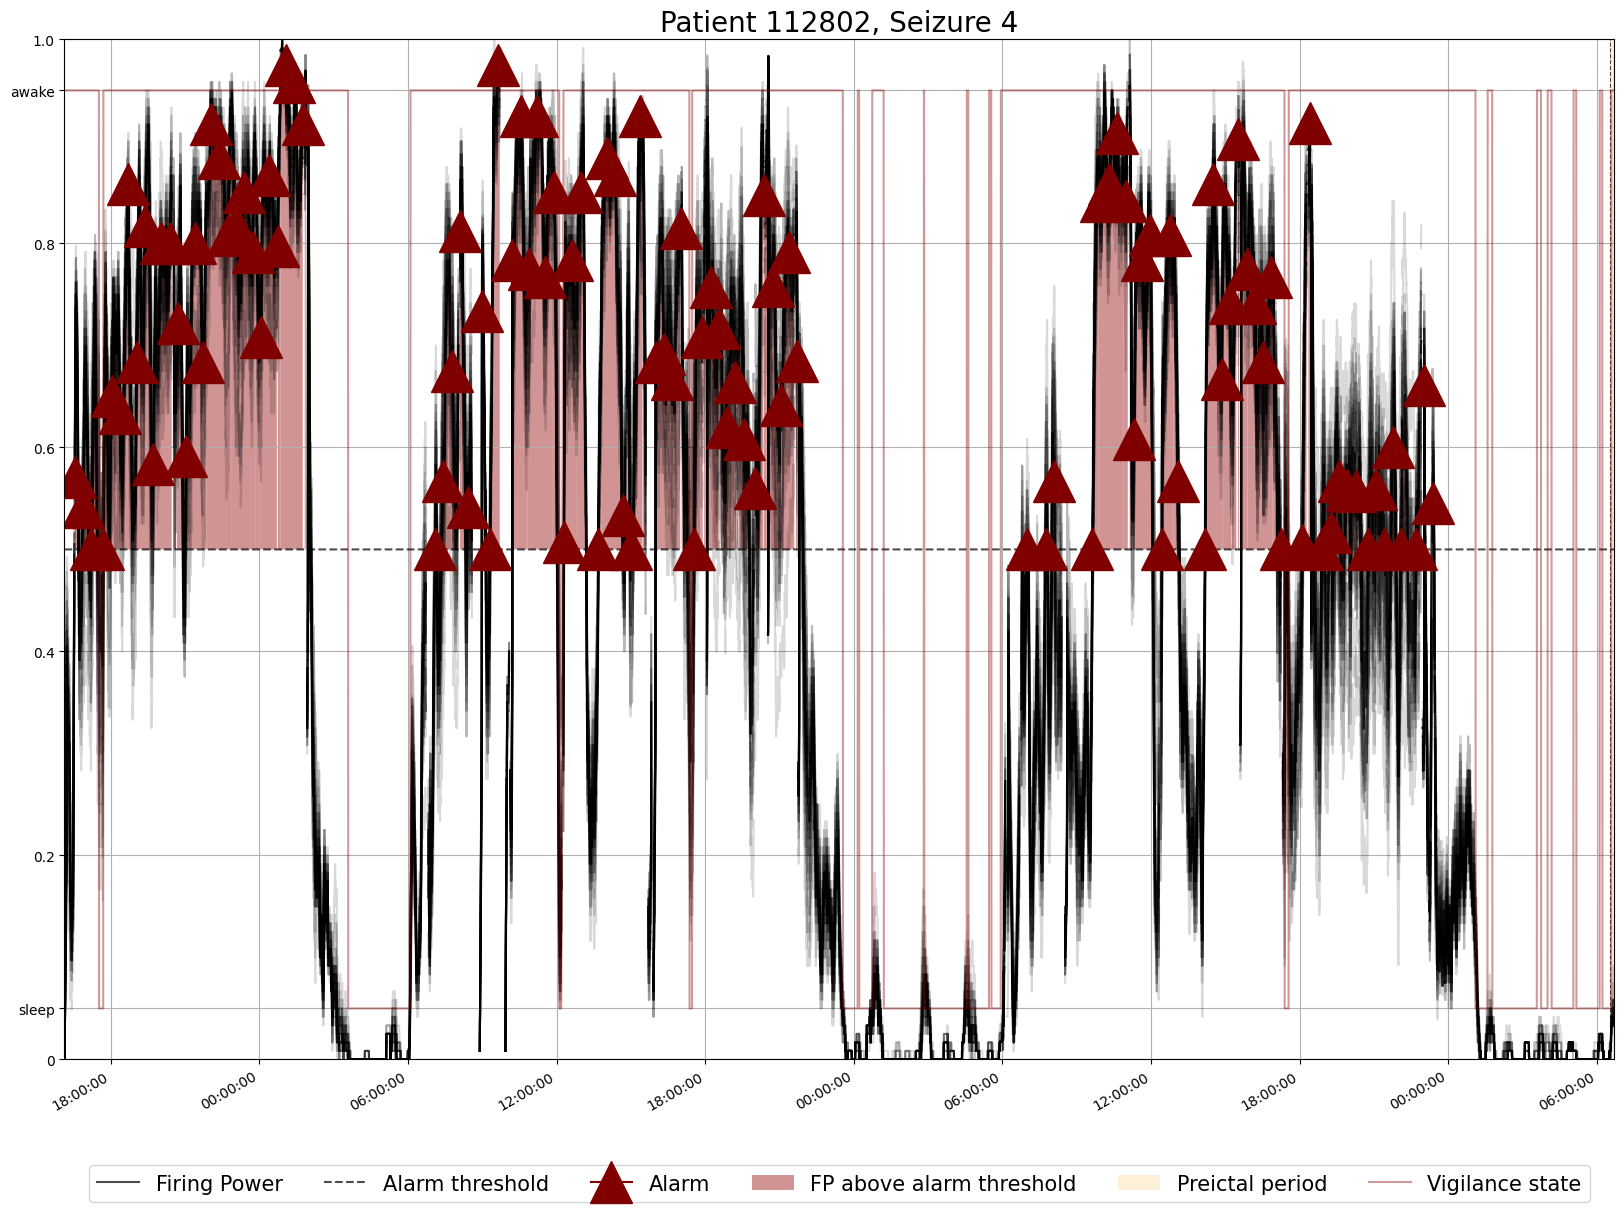 Patient 112802, Seizure 4
1.0
awake
0.8
0.6
0.4
0.2
sleep
0
18:00:00 00:00:00 06:00:00 12:00:00 18:00:00 00:00:00 06:00:00 12:00:00 18:00:00 00:00:00 06:00:00
Firing Power Alarm threshold Alarm FP above alarm threshold Preictal period Vigilance state